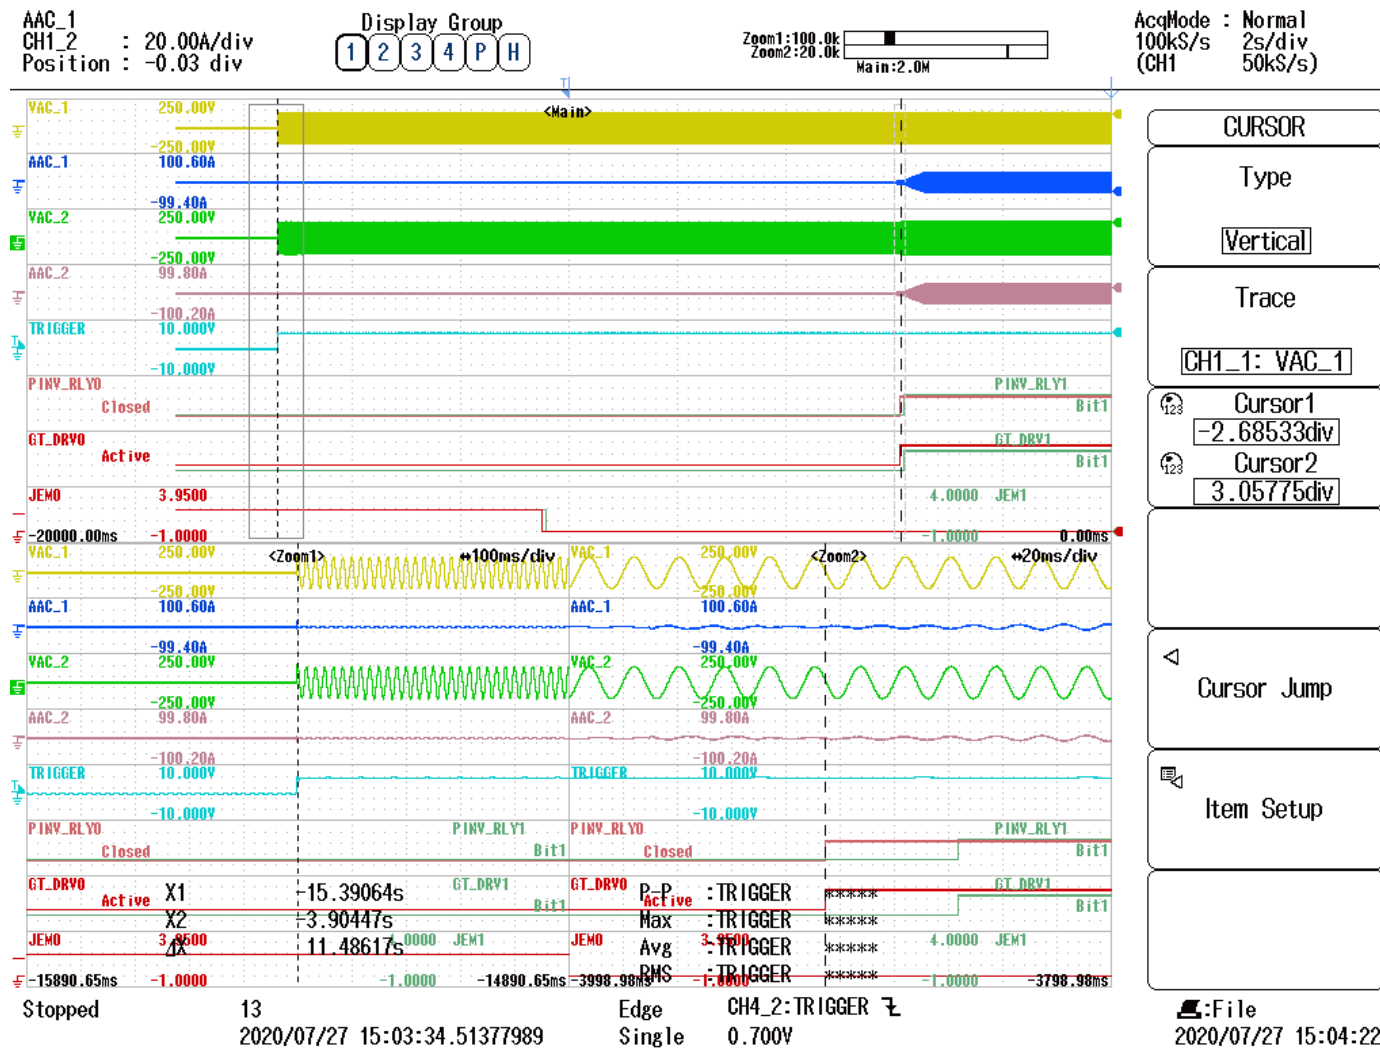 AAC_1
CH1_2 : 20.00A/div
Position : -0.03 div
Display Group
1 2 3 4 P H
Zoom1:100.0k
Zoom2:20.0k
Main:2.0M
AcqMode : Normal
100kS/s 2s/div
(CH1 50kS/s)
<Main>
VAC_1 250.00V
-250.00V
AAC_1 100.60A
-99.40A
VAC_2 250.00V
-250.00V
AAC_2 99.80A
-100.20A
TRIGGER 10.000V
-10.000V
PINV_RLY0 PINV_RLY1
Closed Bit1
GT_DRV0 GT_DRV1
Active Bit1
JEM0 3.9500 4.0000 JEM1
-20000.00ms -1.0000 -1.0000 0.00ms
<Zoom1> ↔100ms/div <Zoom2> ↔20ms/div
VAC_1 250.00V VAC_1 250.00V
-250.00V -250.00V
AAC_1 100.60A AAC_1 100.60A
-99.40A -99.40A
VAC_2 250.00V VAC_2 250.00V
-250.00V -250.00V
AAC_2 99.80A AAC_2 99.80A
-100.20A -100.20A
TRIGGER 10.000V TRIGGER 10.000V
-10.000V -10.000V
PINV_RLY0 PINV_RLY1 PINV_RLY0 PINV_RLY1
Closed Bit1 Closed Bit1
GT_DRV0 GT_DRV1 GT_DRV0 GT_DRV1
Active Bit1 Active Bit1
X1 -15.39064s P-P :TRIGGER *****
X2 -3.90447s Max :TRIGGER *****
JEM0 3.9500 4.0000 JEM1 JEM0 3.9500 4.0000 JEM1
ΔX 11.48617s Avg :TRIGGER *****
RMS :TRIGGER *****
-15890.65ms -1.0000 -1.0000 -14890.65ms -3998.98ms -1.0000 -1.0000 -3798.98ms
CURSOR
Type
Vertical
Trace
CH1_1: VAC_1
Cursor1
-2.68533div
Cursor2
3.05775div
Cursor Jump
Item Setup
Stopped 13 Edge CH4_2:TRIGGER :File
2020/07/27 15:03:34.51377989 Single 0.700V 2020/07/27 15:04:22